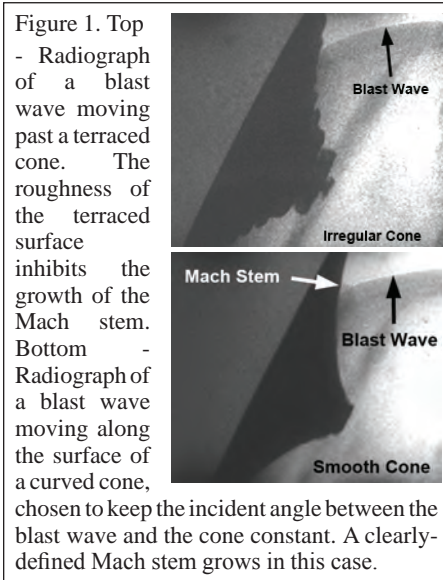 Figure 1. Top
- Radiograph
of a blast
wave moving
past a terraced
cone. The
roughness of
the terraced
surface
inhibits the
growth of the
Mach stem.
Bottom -
Radiograph of
a blast wave
moving along
the surface of
a curved cone,
chosen to keep the incident angle between the
blast wave and the cone constant. A clearly-
defined Mach stem grows in this case.
Blast Wave
Irregular Cone
Mach Stem
Blast Wave
Smooth Cone